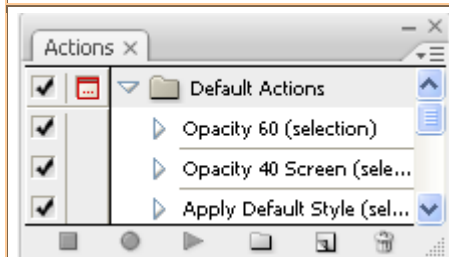 Actions
Default Actions
Opacity 60 (selection)
Opacity 40 Screen (sele...
Apply Default Style (sel...